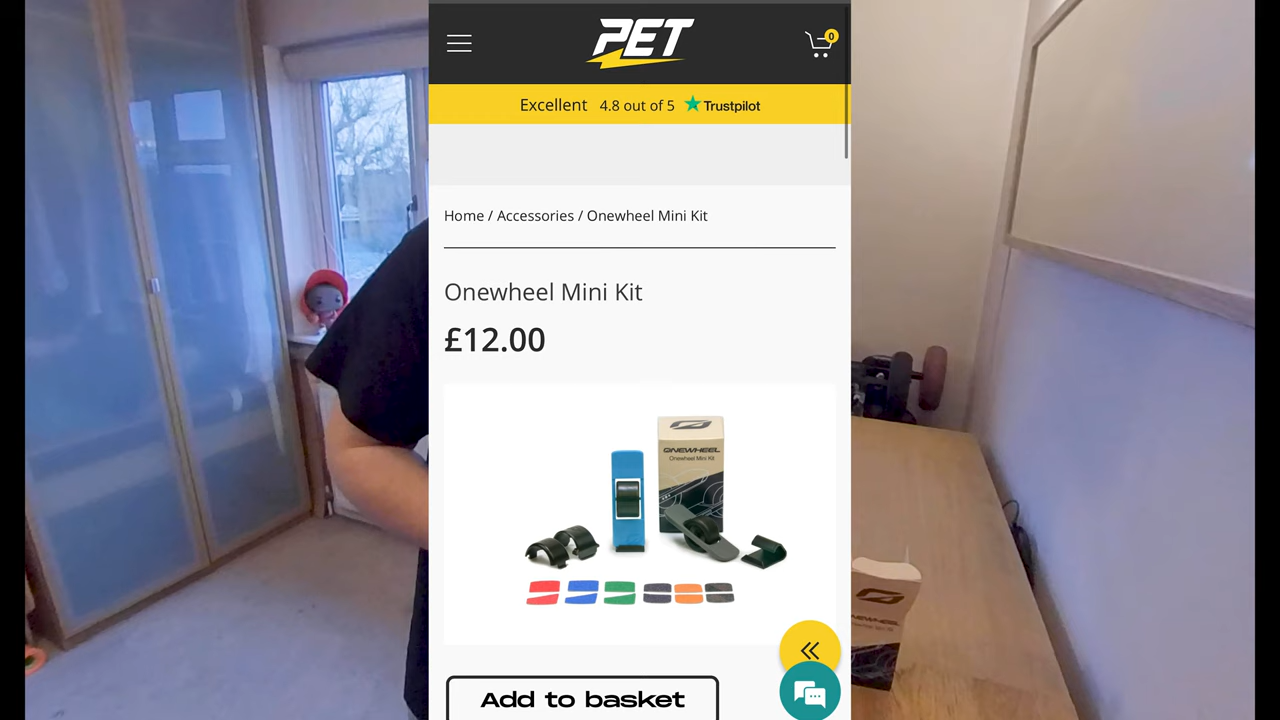 PET
0
Excellent 4.8 out of 5 Trustpilot
Home / Accessories / Onewheel Mini Kit
Onewheel Mini Kit
£12.00
ONEWHEEL
Onewheel Mini Kit
Add to basket
ONEWHEEL